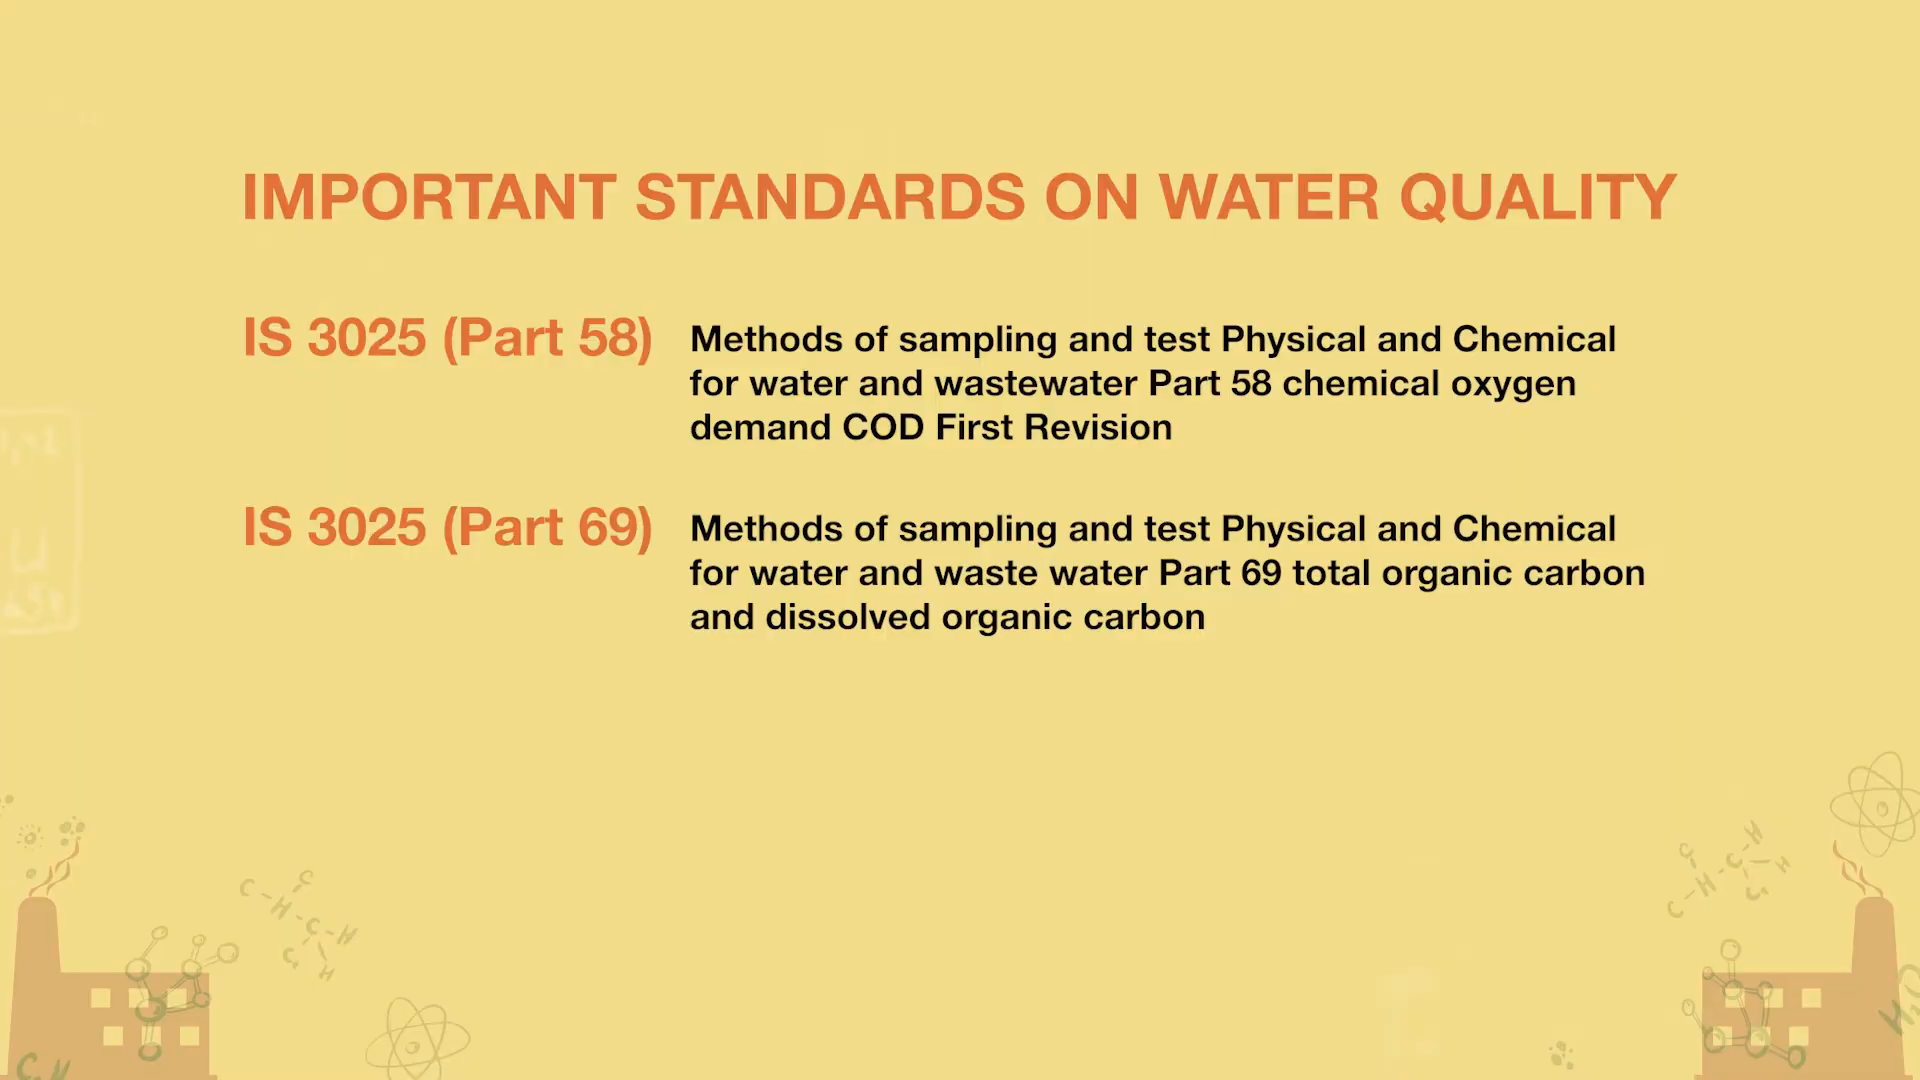 IMPORTANT STANDARDS ON WATER QUALITY
IS 3025 (Part 58)
Methods of sampling and test Physical and Chemical
for water and wastewater Part 58 chemical oxygen
demand COD First Revision
IS 3025 (Part 69)
Methods of sampling and test Physical and Chemical
for water and waste water Part 69 total organic carbon
and dissolved organic carbon